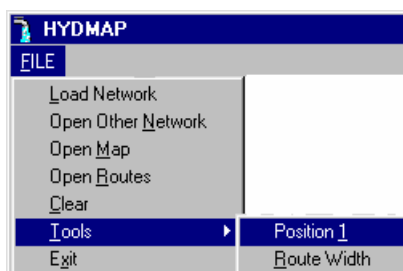 HYDMAP
FILE
Load Network
Open Other Network
Open Map
Open Routes
Clear
Tools
Position 1
Exit
Route Width